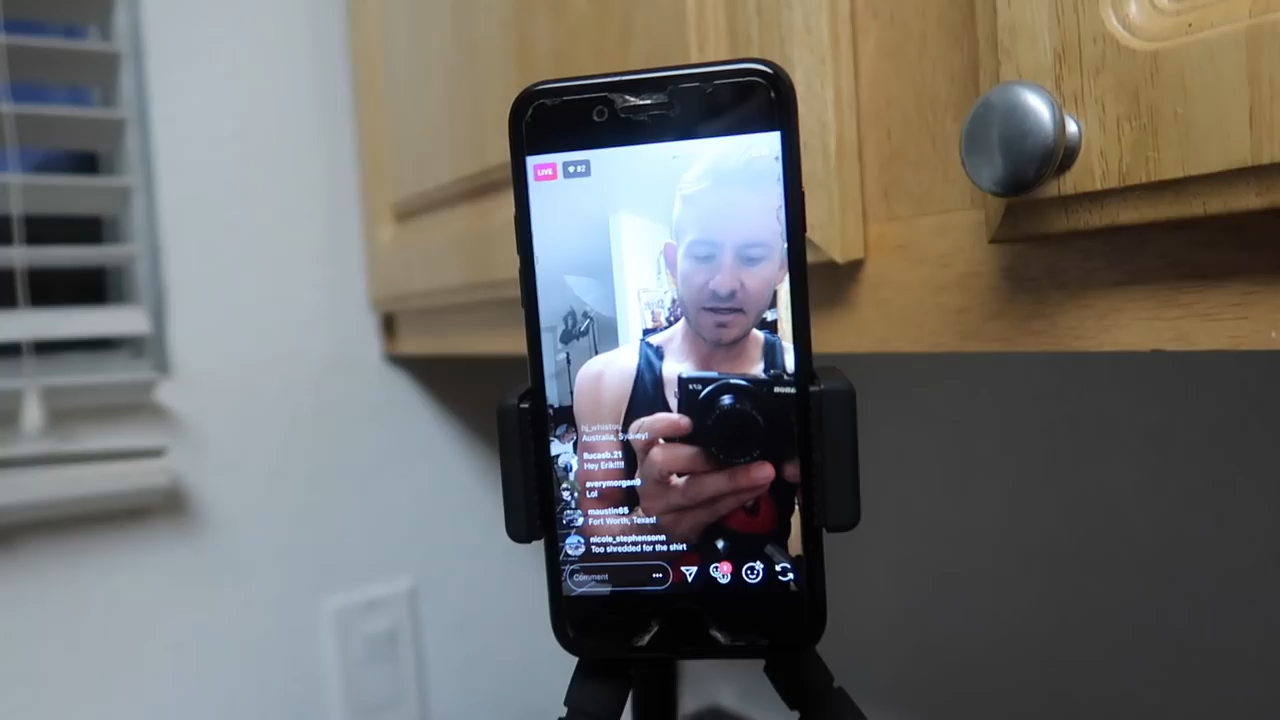 LIVE 82
hj_whistou
Australia, Sydney!
lucasb.21
Hey Erik!!!!
averymorgan9
Lol
maustin65
Fort Worth, Texas!
nicole_stephensonn
Too shredded for the shirt
Comment